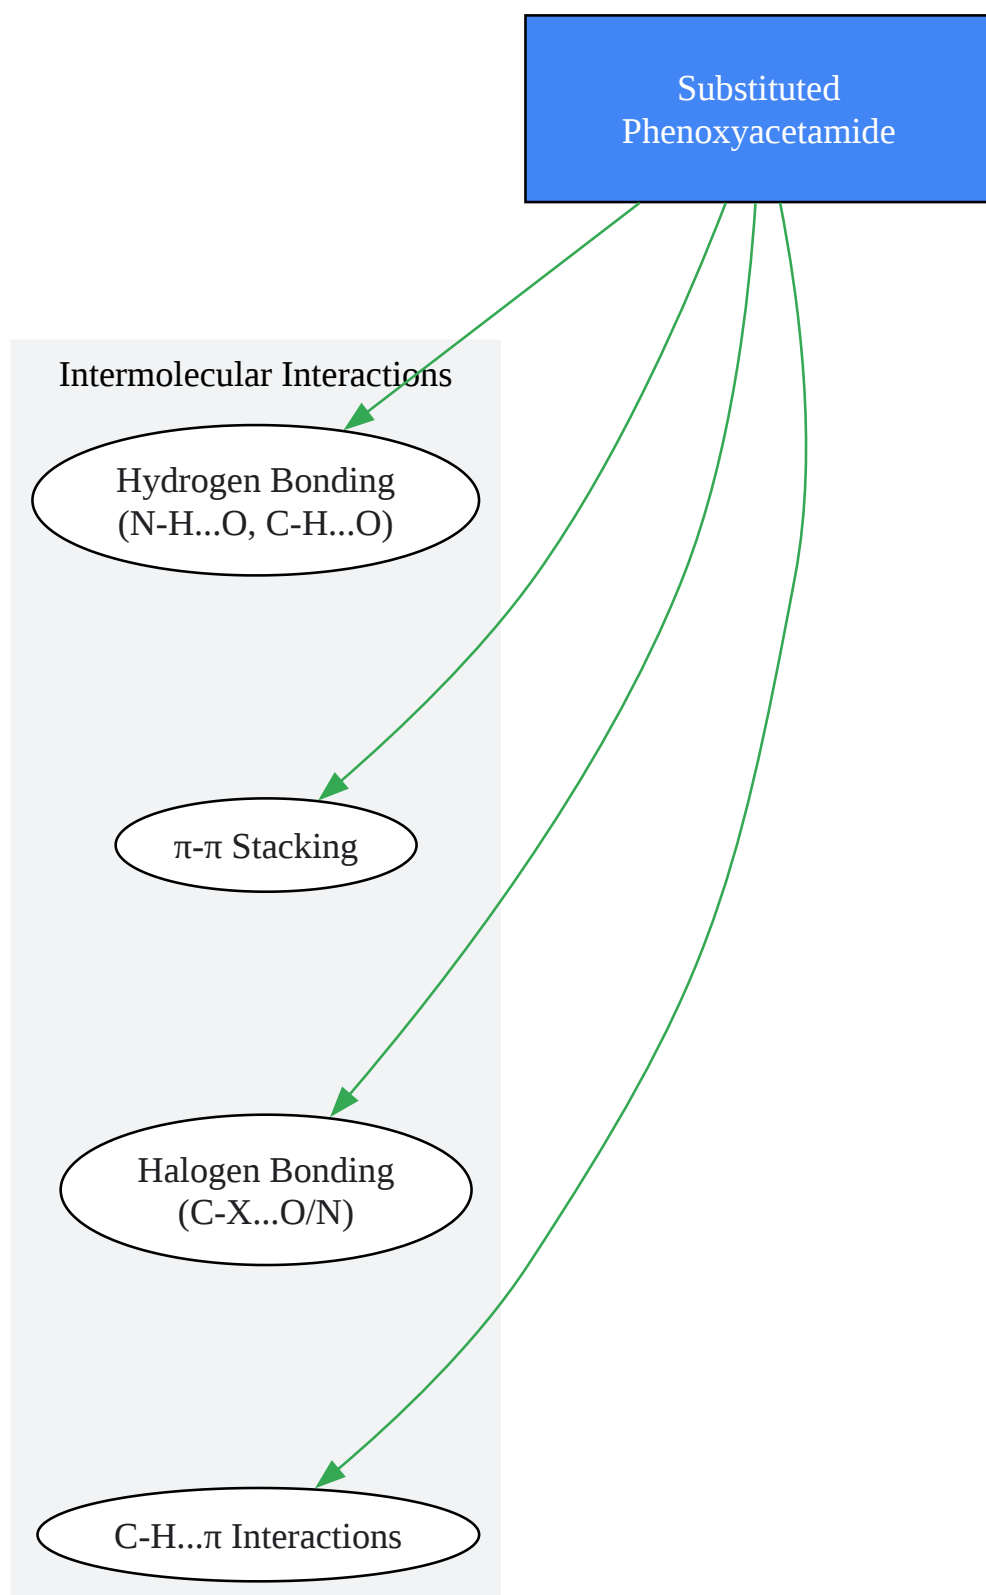 Substituted
Phenoxyacetamide
Intermolecular Interactions
Hydrogen Bonding
(N-H...O, C-H...O)
π-π Stacking
Halogen Bonding
(C-X...O/N)
C-H...π Interactions